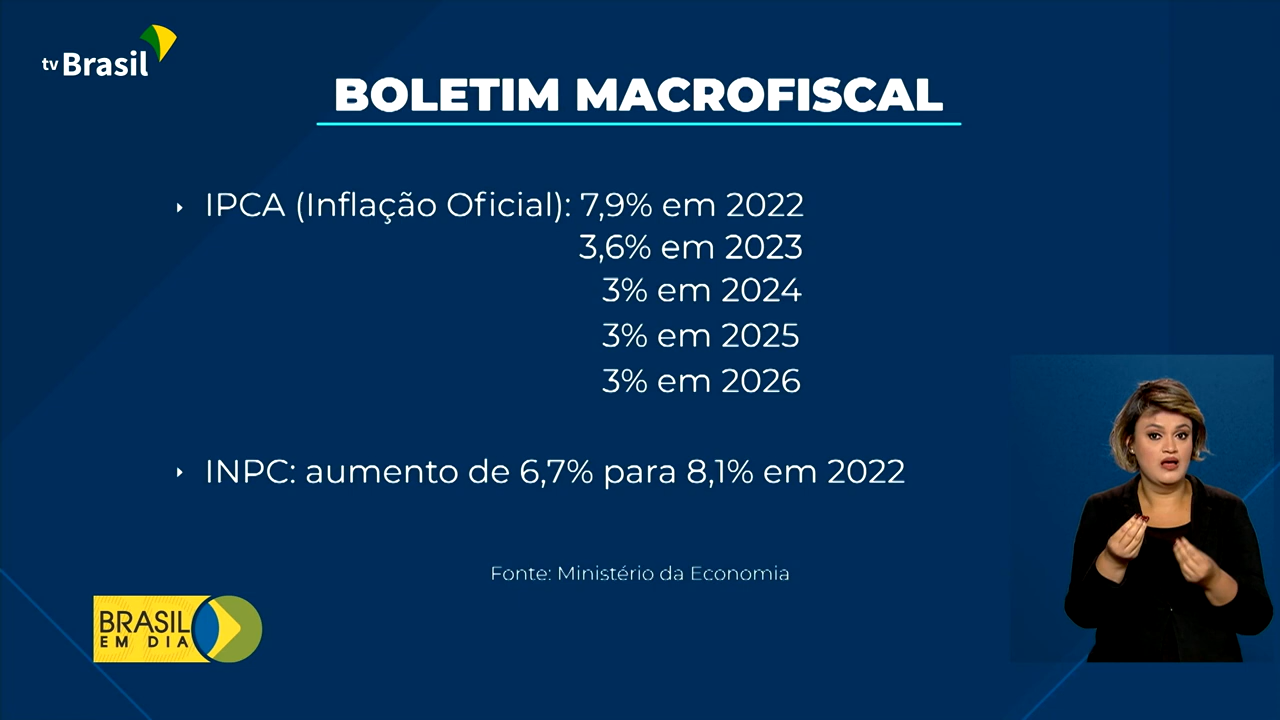 tv Brasil
BOLETIM MACROFISCAL
IPCA (Inflação Oficial): 7,9% em 2022
3,6% em 2023
3% em 2024
3% em 2025
3% em 2026
INPC: aumento de 6,7% para 8,1% em 2022
Fonte: Ministério da Economia
BRASIL
EM DIA